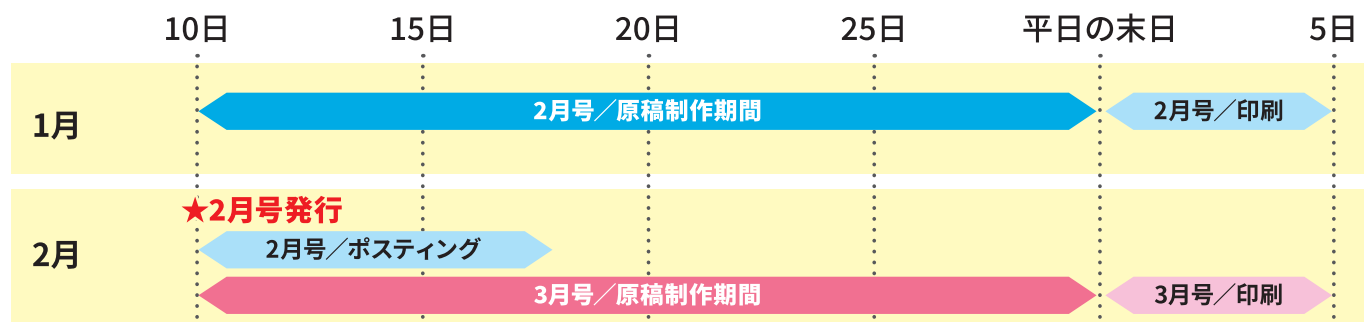 10日 15日 20日 25日 平日の末日 5日
1月
2月号／原稿制作期間 2月号／印刷
★2月号発行
2月
2月号／ポスティング
3月号／原稿制作期間 3月号／印刷